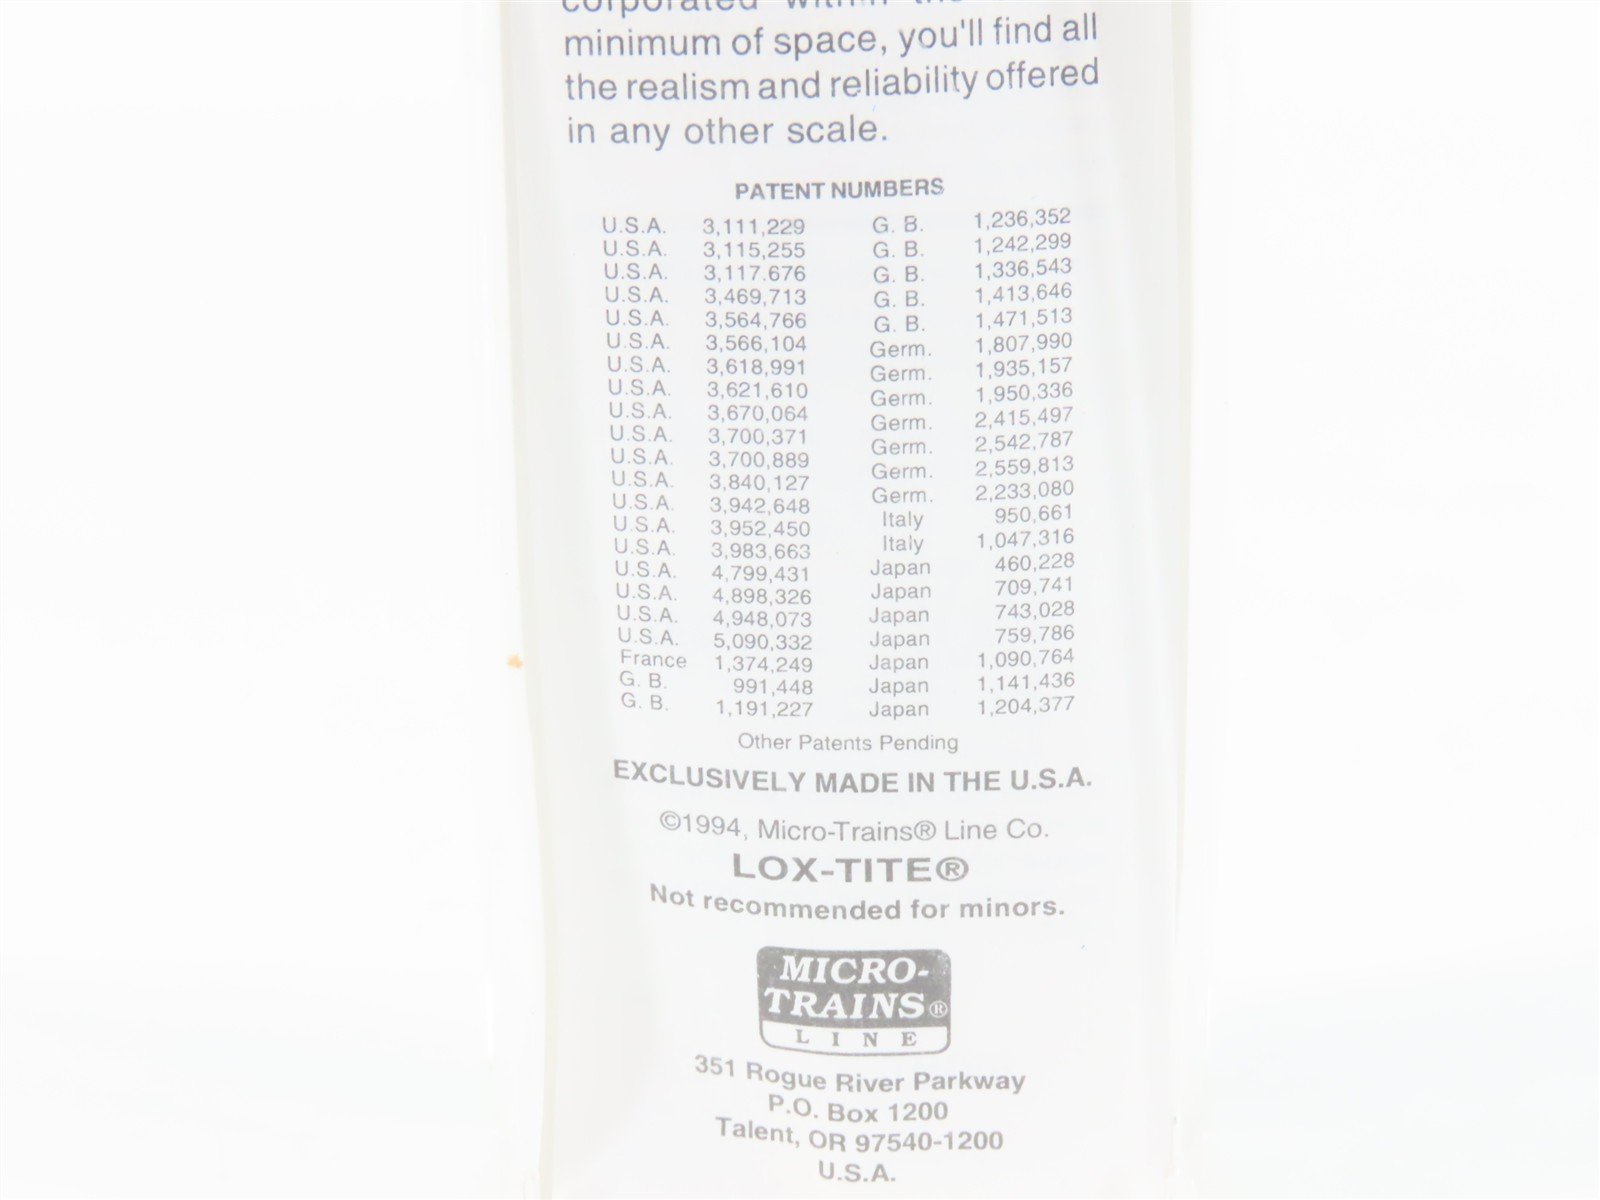 corporated within the
minimum of space, you'll find all
the realism and reliability offered
in any other scale.
PATENT NUMBERS
U.S.A. 3,111,229 G. B. 1,236,352
U.S.A. 3,115,255 G. B. 1,242,299
U.S.A. 3,117.676 G. B. 1,336,543
U.S.A. 3,469,713 G. B. 1,413,646
U.S.A. 3,564,766 G. B. 1,471,513
U.S.A. 3,566,104 Germ. 1,807,990
U.S.A. 3,618,991 Germ. 1,935,157
U.S.A. 3,621,610 Germ. 1,950,336
U.S.A. 3,670,064 Germ. 2,415,497
U.S.A. 3,700,371 Germ. 2,542,787
U.S.A. 3,700,889 Germ. 2,559,813
U.S.A. 3,840,127 Germ. 2,233,080
U.S.A. 3,942,648 Italy 950,661
U.S.A. 3,952,450 Italy 1,047,316
U.S.A. 3,983,663 Japan 460,228
U.S.A. 4,799,431 Japan 709,741
U.S.A. 4,898,326 Japan 743,028
U.S.A. 4,948,073 Japan 759,786
U.S.A. 5,090,332 Japan 1,090,764
France 1,374,249 Japan 1,141,436
G. B. 991,448 Japan 1,204,377
G. B. 1,191,227
Other Patents Pending
EXCLUSIVELY MADE IN THE U.S.A.
©1994, Micro-Trains® Line Co.
LOX-TITE®
Not recommended for minors.
MICRO-
TRAINS®
LINE
351 Rogue River Parkway
P.O. Box 1200
Talent, OR 97540-1200
U.S.A.